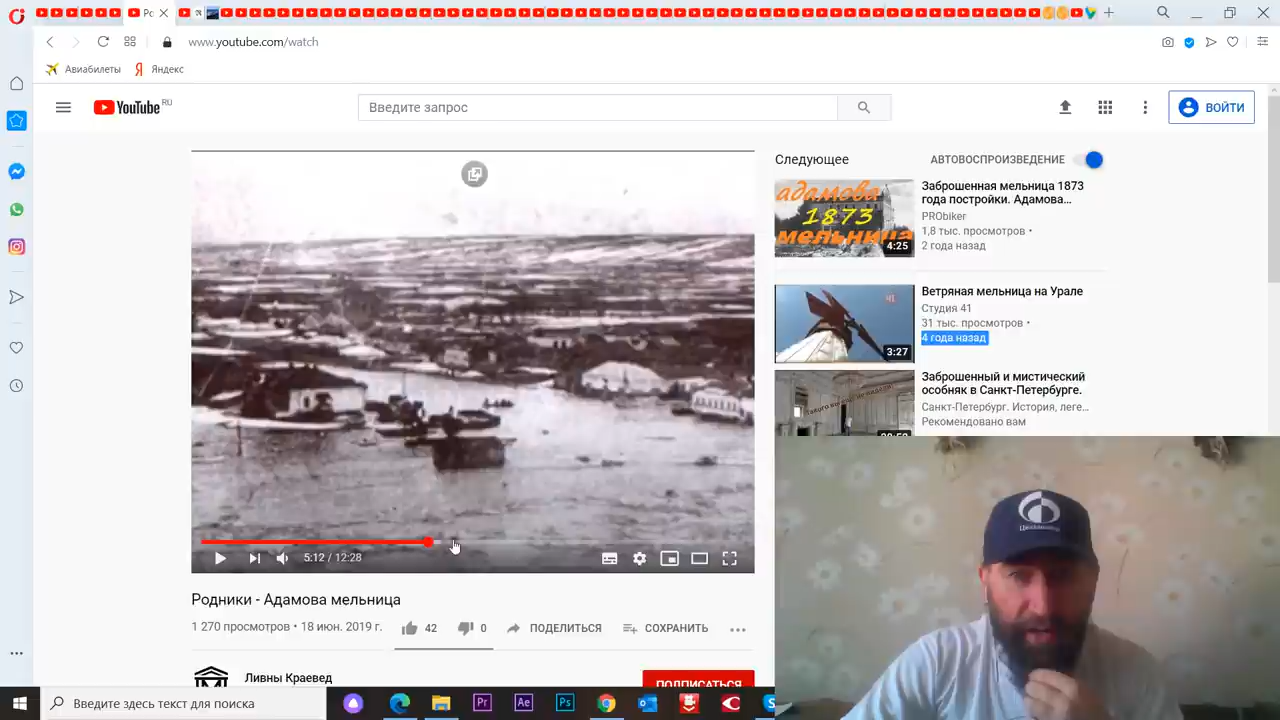 Ро
www.youtube.com/watch
Авиабилеты
Я Яндекс
YouTube RU
Введите запрос
ВОЙТИ
Следующее
АВТОВОСПРОИЗВЕДЕНИЕ
адамова
1873
мельница
4:25
Заброшенная мельница 1873
года постройки. Адамова...
PRObiker
1,8 тыс. просмотров •
2 года назад
3:27
Ветряная мельница на Урале
Студия 41
31 тыс. просмотров •
4 года назад
Заброшенный и мистический
особняк в Санкт-Петербурге.
Санкт-Петербург. История, леге...
Рекомендовано вам
5:12 / 12:28
Родники - Адамова мельница
1 270 просмотров • 18 июн. 2019 г.
42
0
ПОДЕЛИТЬСЯ
СОХРАНИТЬ
Ливны Краевед
ПОДПИСАТЬСЯ
Введите здесь текст для поиска
Pr
Ae
Ps